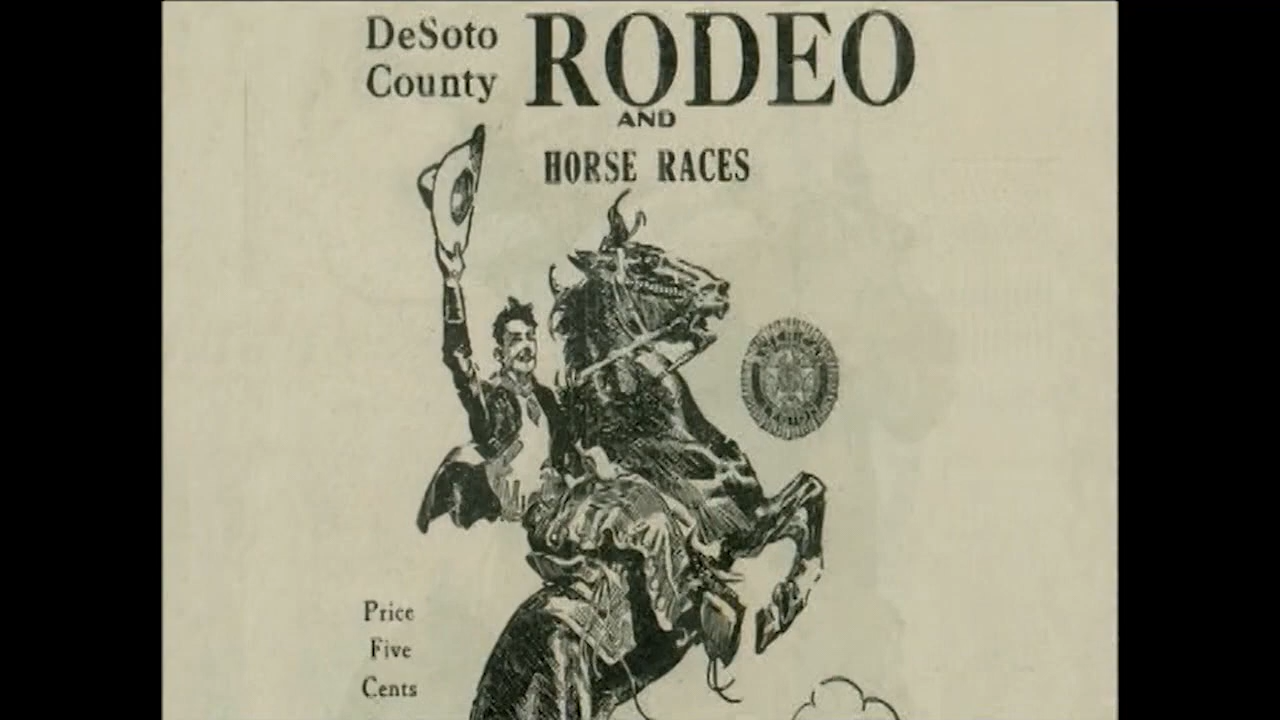 DeSoto
County
RODEO
AND
HORSE RACES
Price
Five
Cents